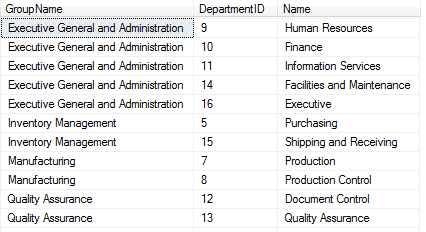 GroupName DepartmentID Name
Executive General and Administration 9 Human Resources
Executive General and Administration 10 Finance
Executive General and Administration 11 Information Services
Executive General and Administration 14 Facilities and Maintenance
Executive General and Administration 16 Executive
Inventory Management 5 Purchasing
Inventory Management 15 Shipping and Receiving
Manufacturing 7 Production
Manufacturing 8 Production Control
Quality Assurance 12 Document Control
Quality Assurance 13 Quality Assurance